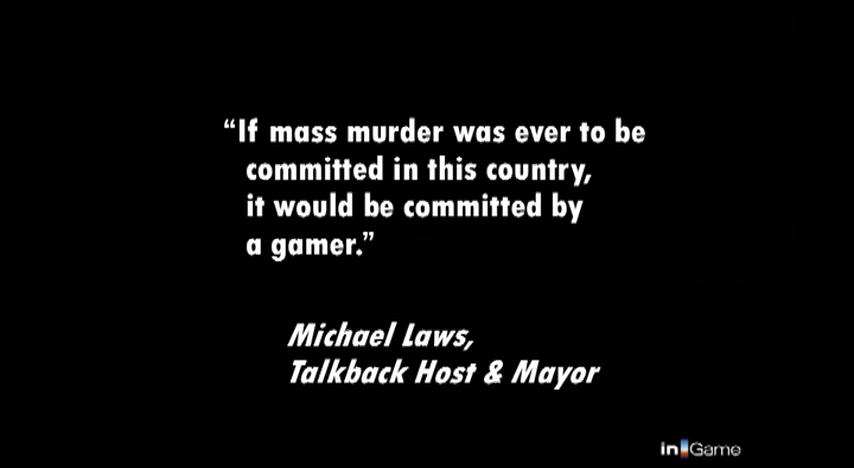 “If mass murder was ever to be
committed in this country,
it would be committed by
a gamer.”
Michael Laws,
Talkback Host & Mayor
inGame